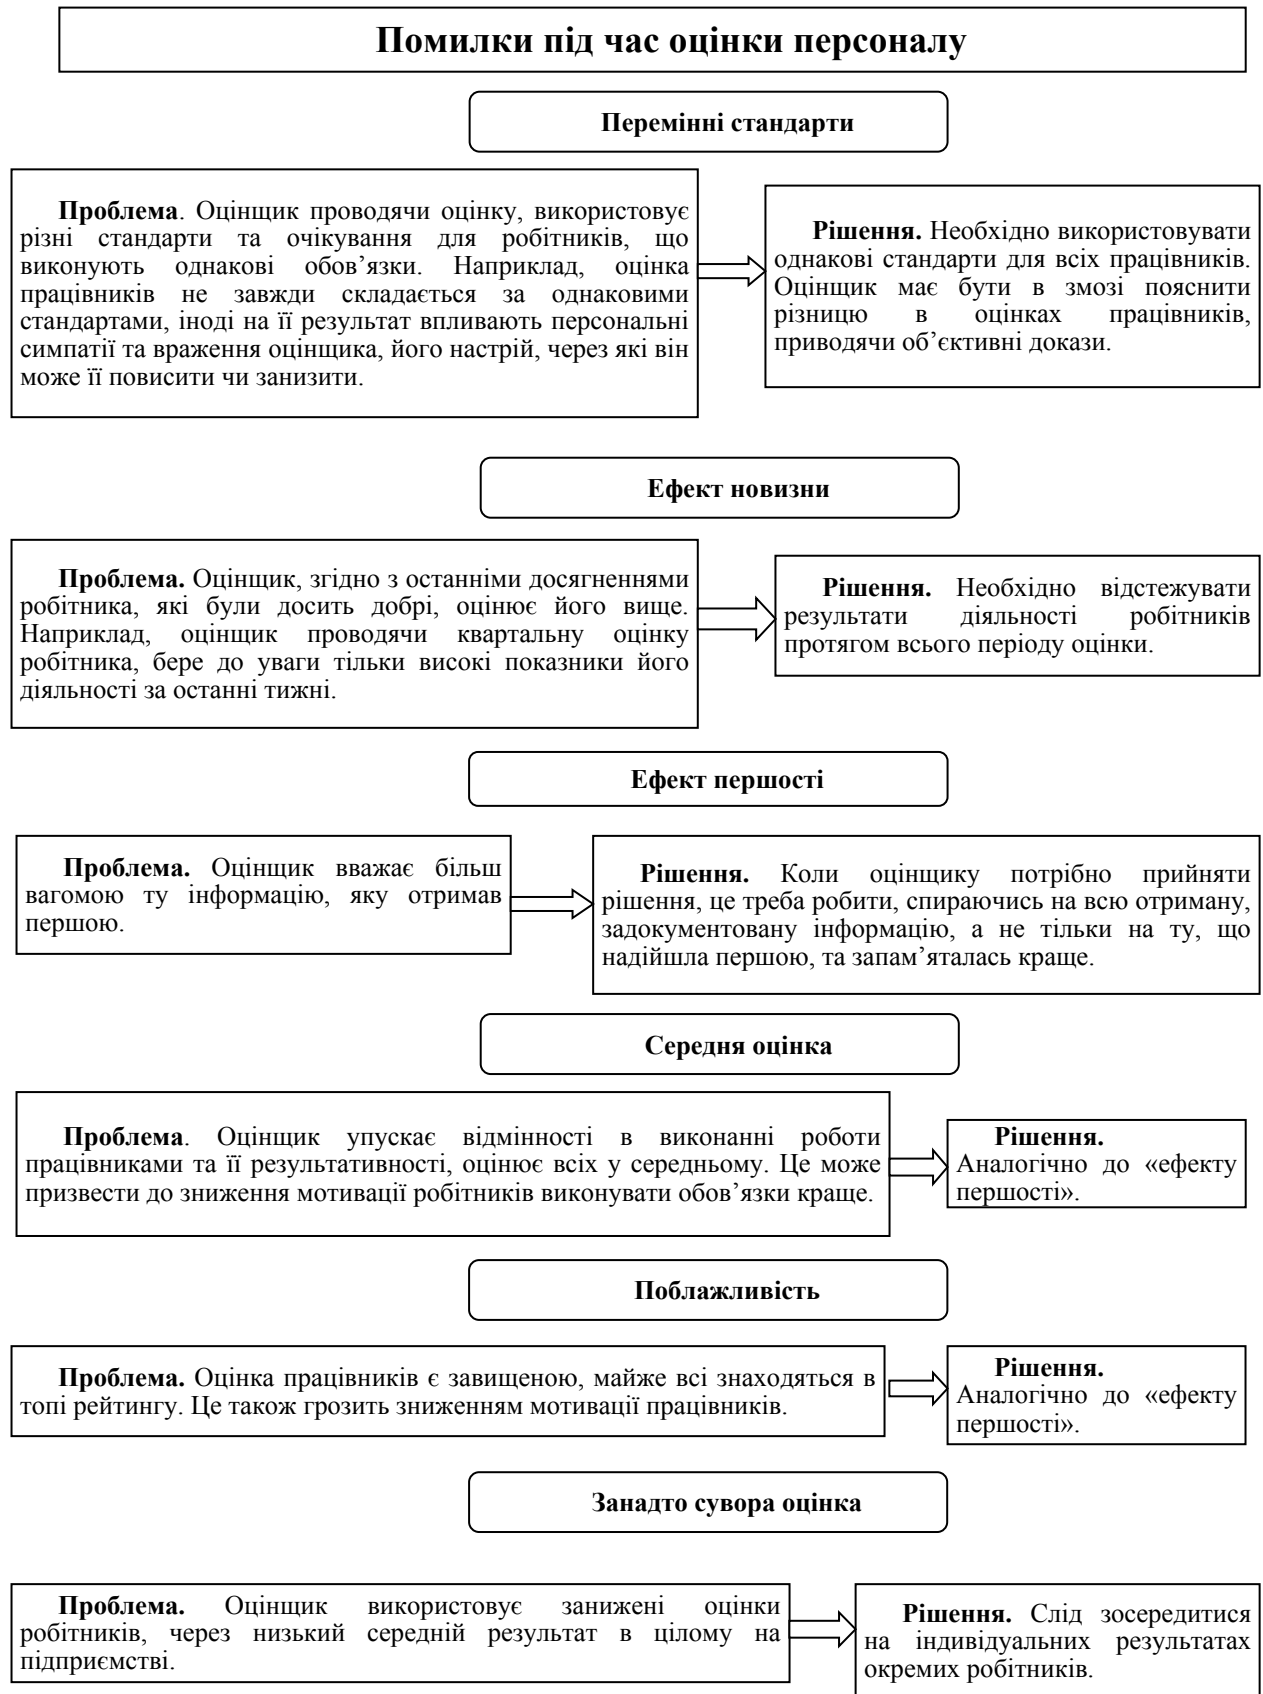 Помилки під час оцінки персоналу
Перемінні стандарти
Проблема. Оцінщик проводячи оцінку, використовує
різні стандарти та очікування для робітників, що
виконують однакові обов’язки. Наприклад, оцінка
працівників не завжди складається за однаковими
стандартами, іноді на її результат впливають персональні
симпатії та враження оцінщика, його настрій, через які він
може її повисити чи занизити.
Рішення. Необхідно використовувати
однакові стандарти для всіх працівників.
Оцінщик має бути в змозі пояснити
різницю в оцінках працівників,
приводячи об’єктивні докази.
Ефект новизни
Проблема. Оцінщик, згідно з останніми досягненнями
робітника, які були досить добрі, оцінює його вище.
Наприклад, оцінщик проводячи квартальну оцінку
робітника, бере до уваги тільки високі показники його
діяльності за останні тижні.
Рішення. Необхідно відстежувати
результати діяльності робітників
протягом всього періоду оцінки.
Ефект першості
Проблема. Оцінщик вважає більш
вагомою ту інформацію, яку отримав
першою.
Рішення. Коли оцінщику потрібно прийняти
рішення, це треба робити, спираючись на всю отриману,
задокументовану інформацію, а не тільки на ту, що
надійшла першою, та запам’яталась краще.
Середня оцінка
Проблема. Оцінщик упускає відмінності в виконанні роботи
працівниками та її результативності, оцінює всіх у середньому. Це може
призвести до зниження мотивації робітників виконувати обов’язки краще.
Рішення.
Аналогічно до «ефекту
першості».
Поблажливість
Проблема. Оцінка працівників є завищеною, майже всі знаходяться в
топі рейтингу. Це також грозить зниженням мотивації працівників.
Рішення.
Аналогічно до «ефекту
першості».
Занадто сувора оцінка
Проблема. Оцінщик використовує занижені оцінки
робітників, через низький середній результат в цілому на
підприємстві.
Рішення. Слід зосередитися
на індивідуальних результатах
окремих робітників.